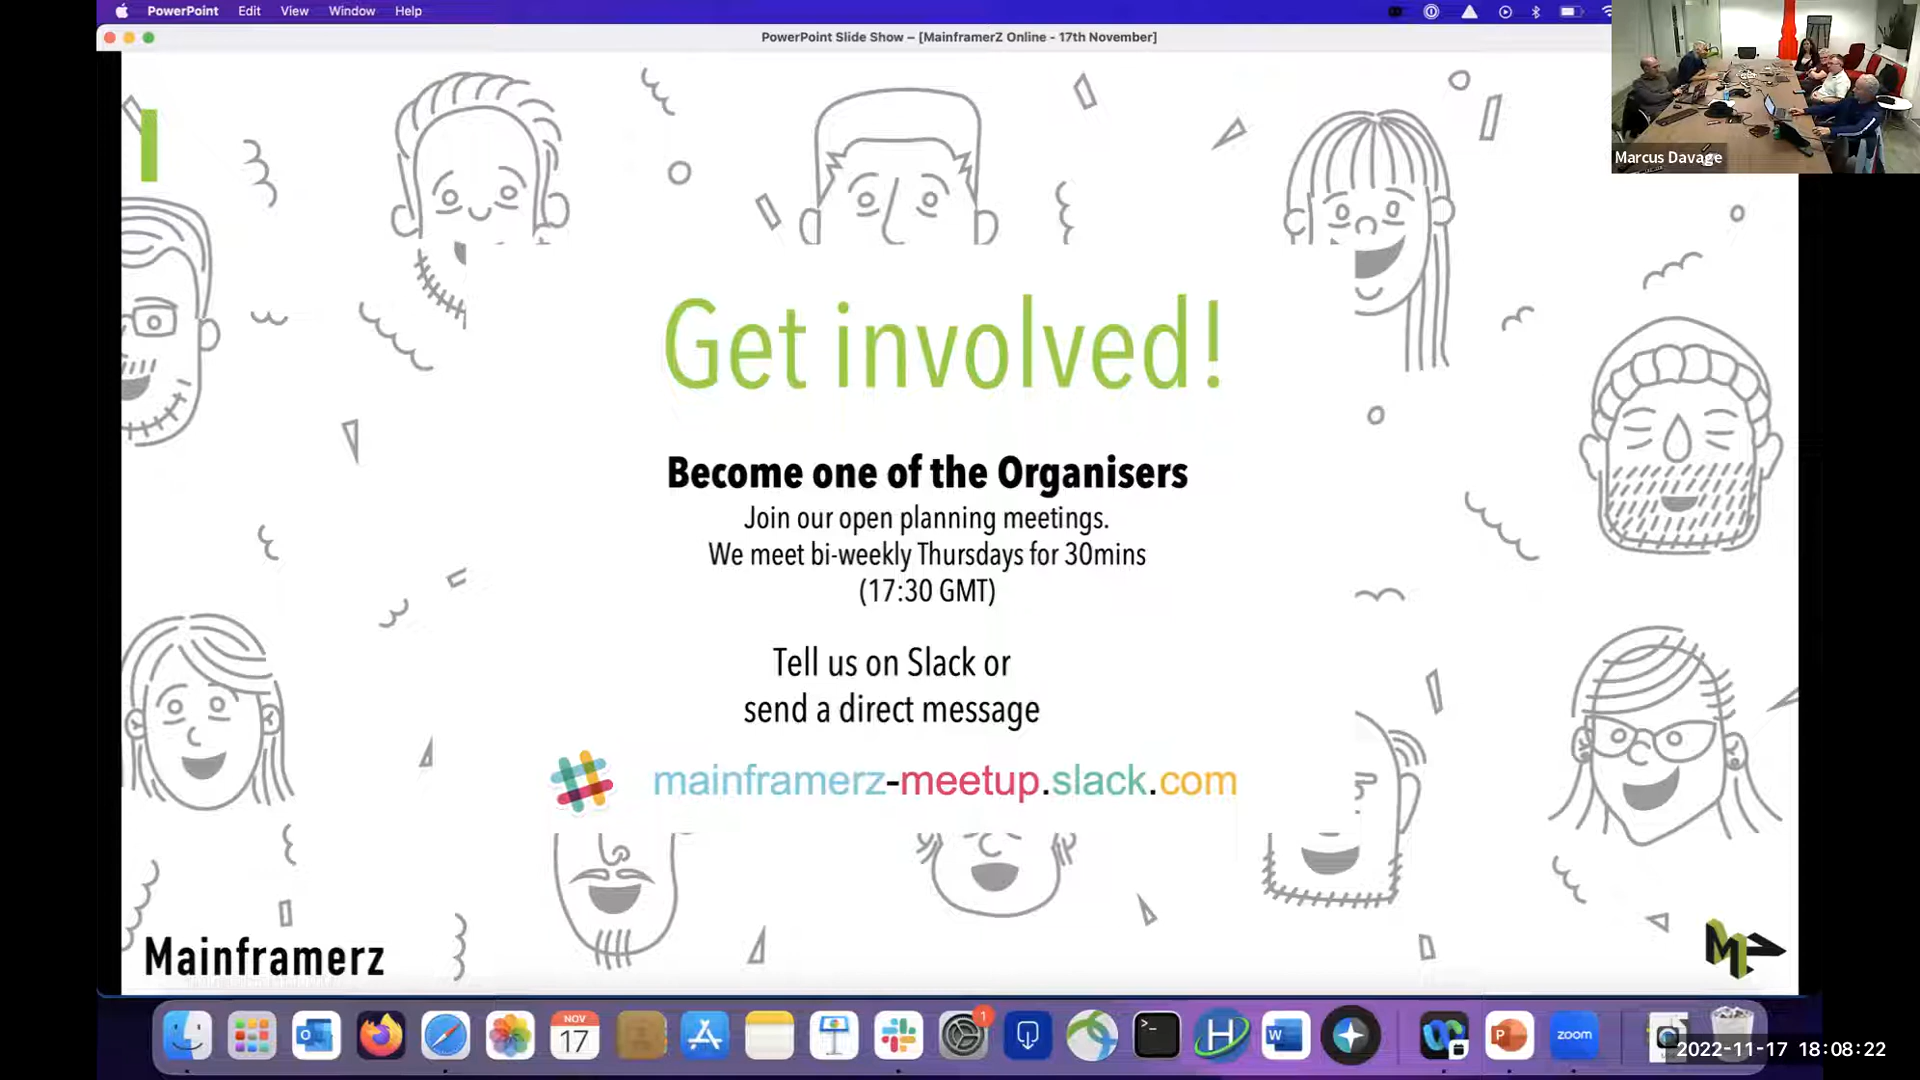 PowerPoint Edit View Window Help
PowerPoint Slide Show – [MainframerZ Online - 17th November]
Marcus Davage
Get involved!
Become one of the Organisers
Join our open planning meetings.
We meet bi-weekly Thursdays for 30mins
(17:30 GMT)
Tell us on Slack or
send a direct message
mainframerz-meetup.slack.com
Mainframerz
NOV
17
1
zoom
2022-11-17 18:08:22